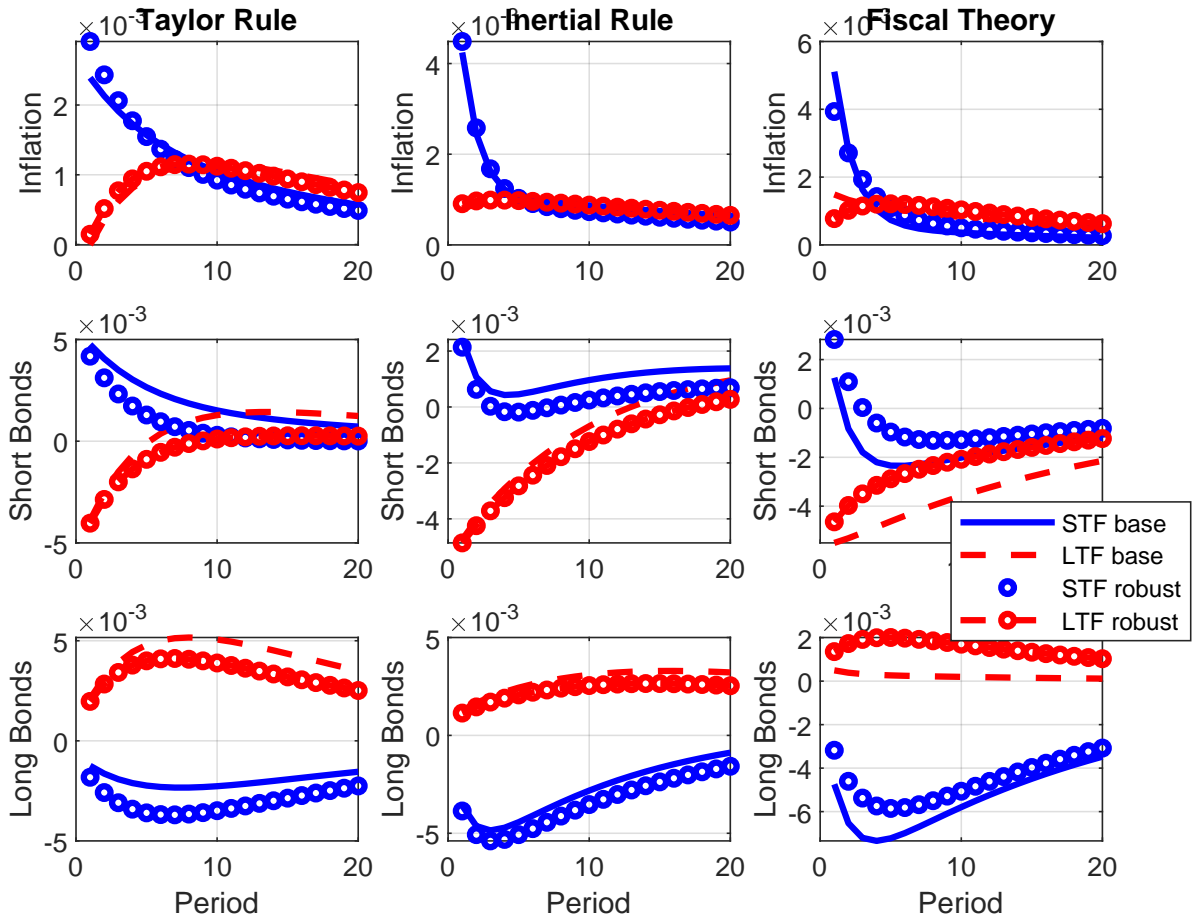 Taylor Rule
Inertial Rule
Fiscal Theory
×10-3
×10-3
×10-3
Inflation
2
1
0
0 10 20
Inflation
4
2
0
0 10 20
Inflation
6
4
2
0
0 10 20
×10-3
×10-3
×10-3
Short Bonds
5
0
-5
0 10 20
Short Bonds
2
0
-2
-4
0 10 20
Short Bonds
2
0
-2
-4
0
20
STF base
LTF base
STF robust
LTF robust
×10-3
×10-3
×10-3
Long Bonds
5
0
-5
0 10 20
Period
Long Bonds
5
0
-5
0 10 20
Period
Long Bonds
2
0
-2
-4
-6
0 10 20
Period